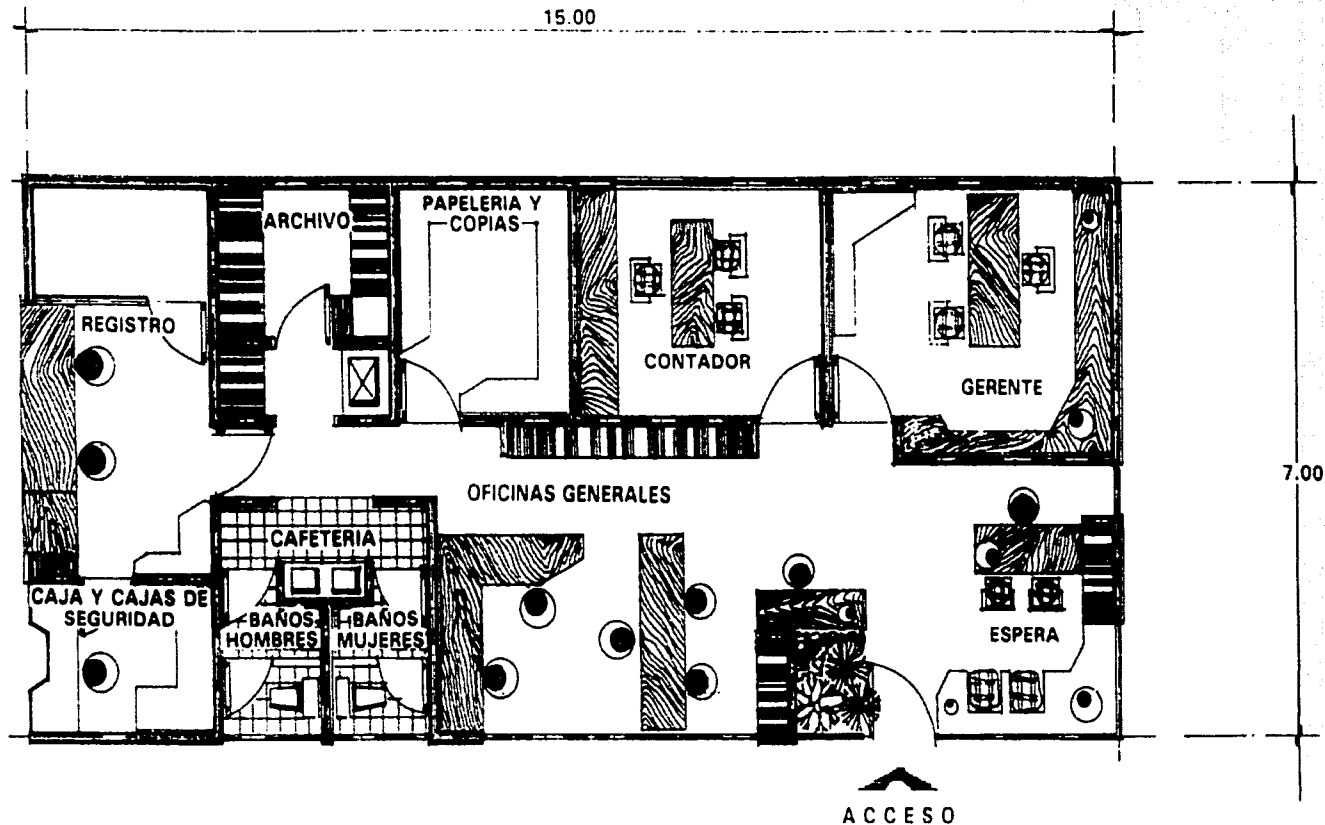 15.00
ARCHIVO
PAPELERIA Y
COPIAS
REGISTRO
CONTADOR
GERENTE
7.00
OFICINAS GENERALES
CAFETERIA
CAJA Y CAJAS DE
SEGURIDAD
BAÑOS
HOMBRES
BAÑOS
MUJERES
ESPERA
ACCESO